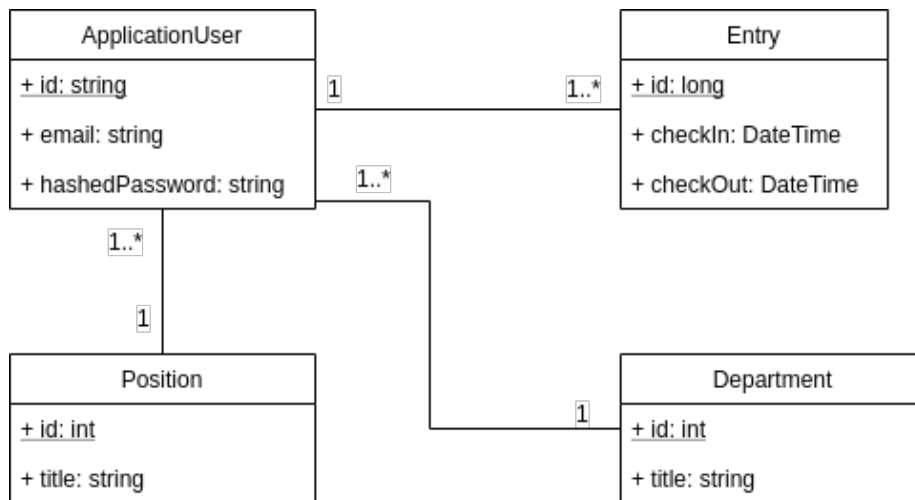 ApplicationUser
+ id: string
+ email: string
+ hashedPassword: string
1
1..*
Entry
+ id: long
+ checkIn: DateTime
+ checkOut: DateTime
1..*
1..*
1
Position
+ id: int
+ title: string
1
Department
+ id: int
+ title: string